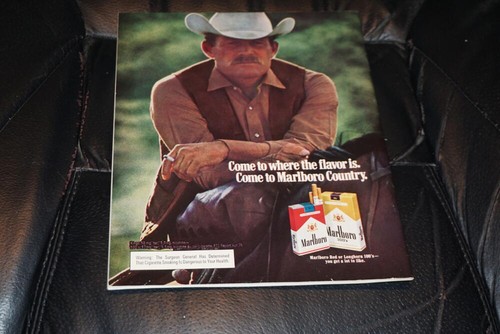 Come to where the flavor is.
Come to Marlboro Country.
Marlboro
Marlboro
Warning: The Surgeon General Has Determined
That Cigarette Smoking Is Dangerous to Your Health.
Marlboro Red or Longhorn 100's—
you get a lot to like.